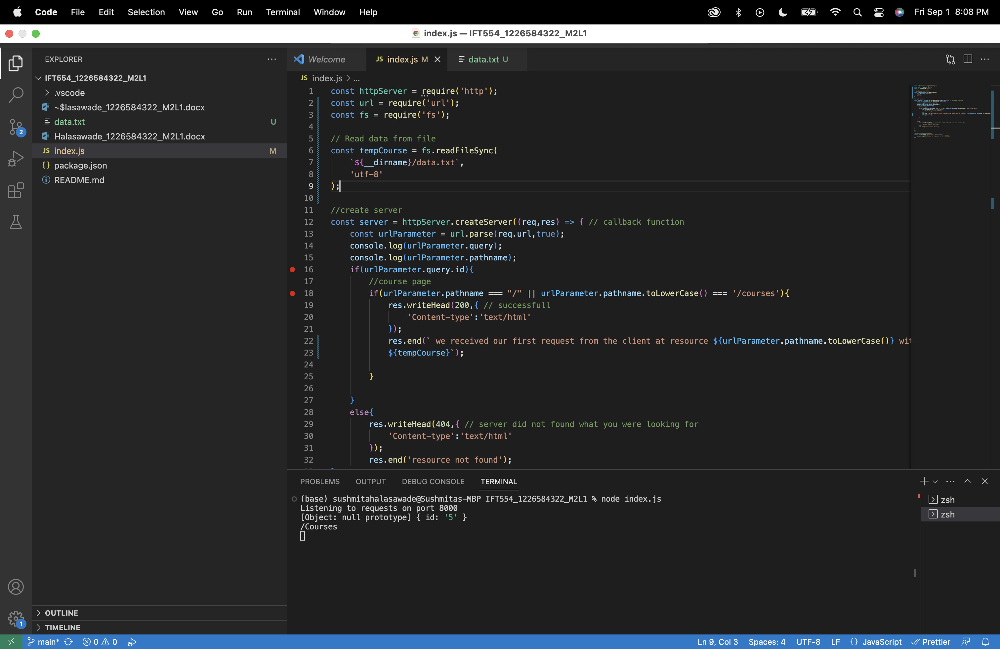 Code File Edit Selection View Go Run Terminal Window Help Fri Sep 1 8:08 PM
index.js — IFT554_1226584322_M2L1
EXPLORER
IFT554_1226584322_M2L1
.vscode
~$lasawade_1226584322_M2L1.docx
data.txt U
Halasawade_1226584322_M2L1.docx
JS index.js M
{} package.json
README.md
OUTLINE
TIMELINE
2
1
Welcome JS index.js M data.txt U
JS index.js > ...
1 const httpServer = require('http');
2 const url = require('url');
3 const fs = require('fs');
4
5 // Read data from file
6 const tempCourse = fs.readFileSync(
7 `${__dirname}/data.txt`,
8 'utf-8'
9 );
10
11 //create server
12 const server = httpServer.createServer((req,res) => { // callback function
13 const urlParameter = url.parse(req.url,true);
14 console.log(urlParameter.query);
15 console.log(urlParameter.pathname);
16 if(urlParameter.query.id){
17 //course page
18 if(urlParameter.pathname === "/" || urlParameter.pathname.toLowerCase() === '/courses'){
19 res.writeHead(200,{ // successfull
20 'Content-type':'text/html'
21 });
22 res.end(` we received our first request from the client at resource ${urlParameter.pathname.toLowerCase()} wit
23 ${tempCourse}`);
24
25 }
26
27 }
28 else{
29 res.writeHead(404,{ // server did not found what you were looking for
30 'Content-type':'text/html'
31 });
32 res.end('resource not found');
PROBLEMS OUTPUT DEBUG CONSOLE TERMINAL
(base) sushmitahalasawade@Sushmitas-MBP IFT554_1226584322_M2L1 % node index.js
Listening to requests on port 8000
[Object: null prototype] { id: '5' }
/Courses
zsh
zsh
main* 0 0 Ln 9, Col 3 Spaces: 4 UTF-8 LF {} JavaScript Prettier